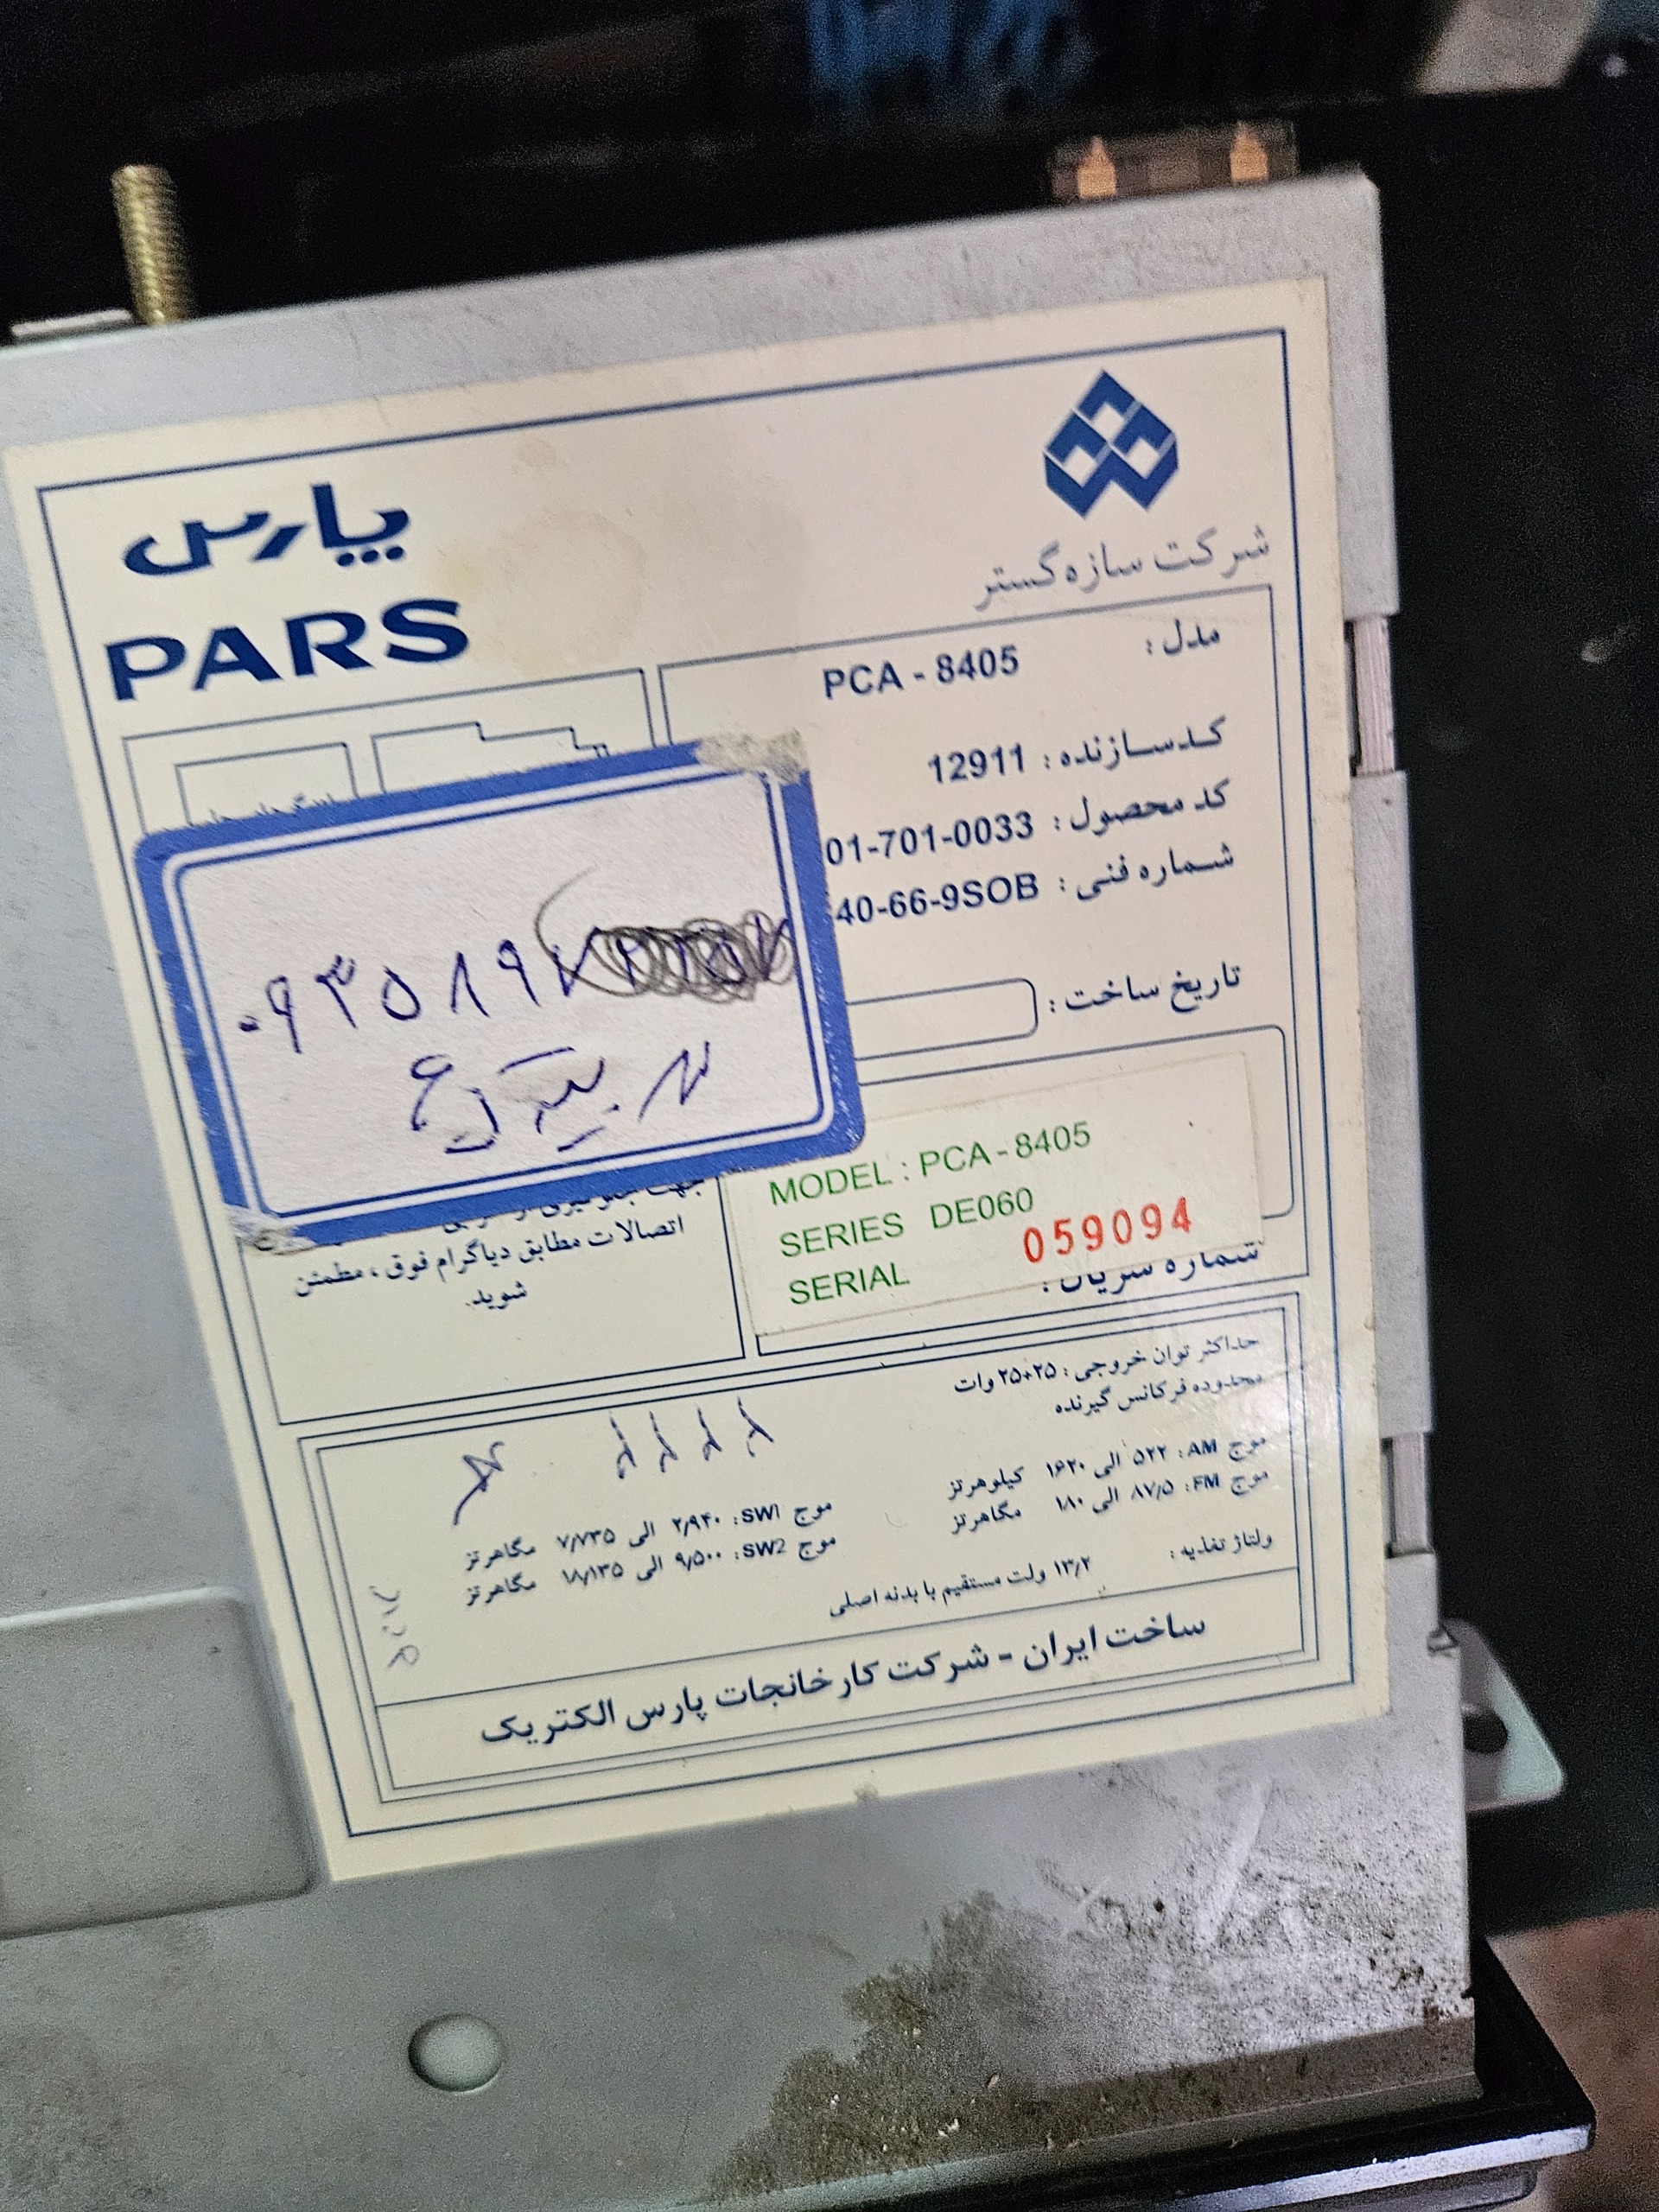 پارس
PARS
شرکت سازه گستر
مدل :
PCA - 8405
کدسازنده : 12911
کد محصول : 01-701-0033
شماره فنی : 40-66-9SOB
تاریخ ساخت :
MODEL : PCA - 8405
SERIES DE060
SERIAL 059094
شماره سریال :
اتصالات مطابق دیاگرام فوق ، مطمئن
شوید.
حداکثر توان خروجی : ۲۵+۲۵ وات
محدوده فرکانس گیرنده
موج AM: ۵۲۲ الی ۱۶۲۰ کیلوهرتز
موج FM: ۸۷/۵ الی ۱۸۰ مگاهرتز
موج SW1: ۲/۹۴۰ الی ۷/۷۳۵ مگاهرتز
موج SW2: ۹/۵۰۰ الی ۱۸/۱۳۵ مگاهرتز
ولتاژ تغذیه :
۱۳/۲ ولت مستقیم با بدنه اصلی
ساخت ایران - شرکت کارخانجات پارس الکتریک
۰۹۳۵۸۱۹۷